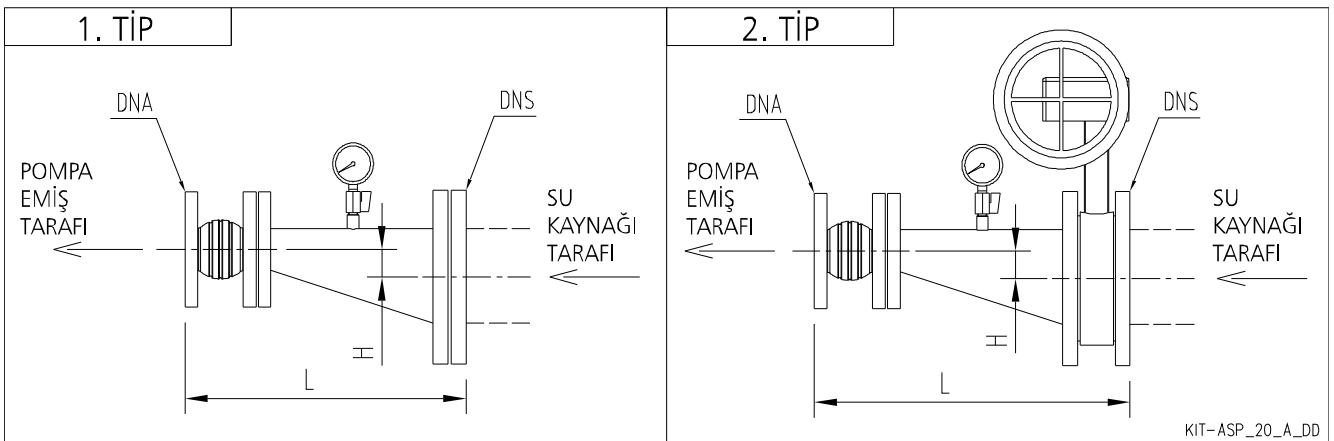 1. TİP
DNA
DNS
POMPA
EMİŞ
TARAFI
SU
KAYNAĞI
TARAFI
H
L
2. TİP
DNA
DNS
POMPA
EMİŞ
TARAFI
SU
KAYNAĞI
TARAFI
H
L
KIT-ASP_20_A_DD